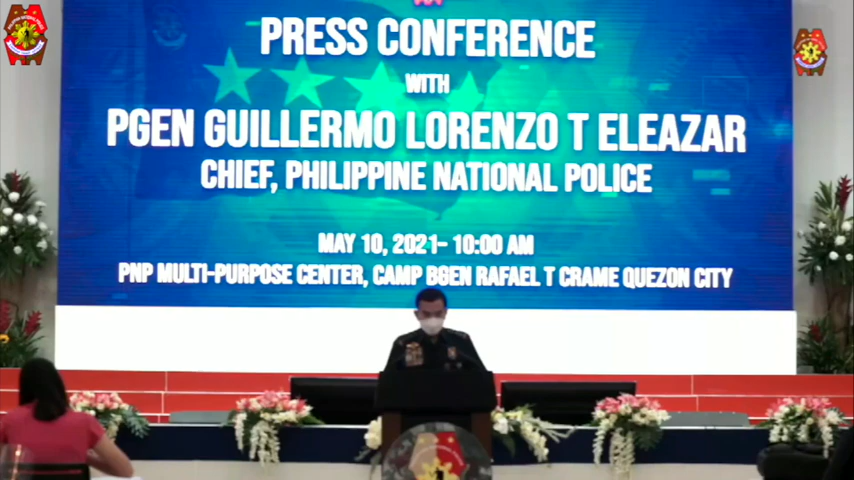 PRESS CONFERENCE
WITH
PGEN GUILLERMO LORENZO T ELEAZAR
CHIEF, PHILIPPINE NATIONAL POLICE
MAY 10, 2021- 10:00 AM
PNP MULTI-PURPOSE CENTER, CAMP BGEN RAFAEL T CRAME QUEZON CITY